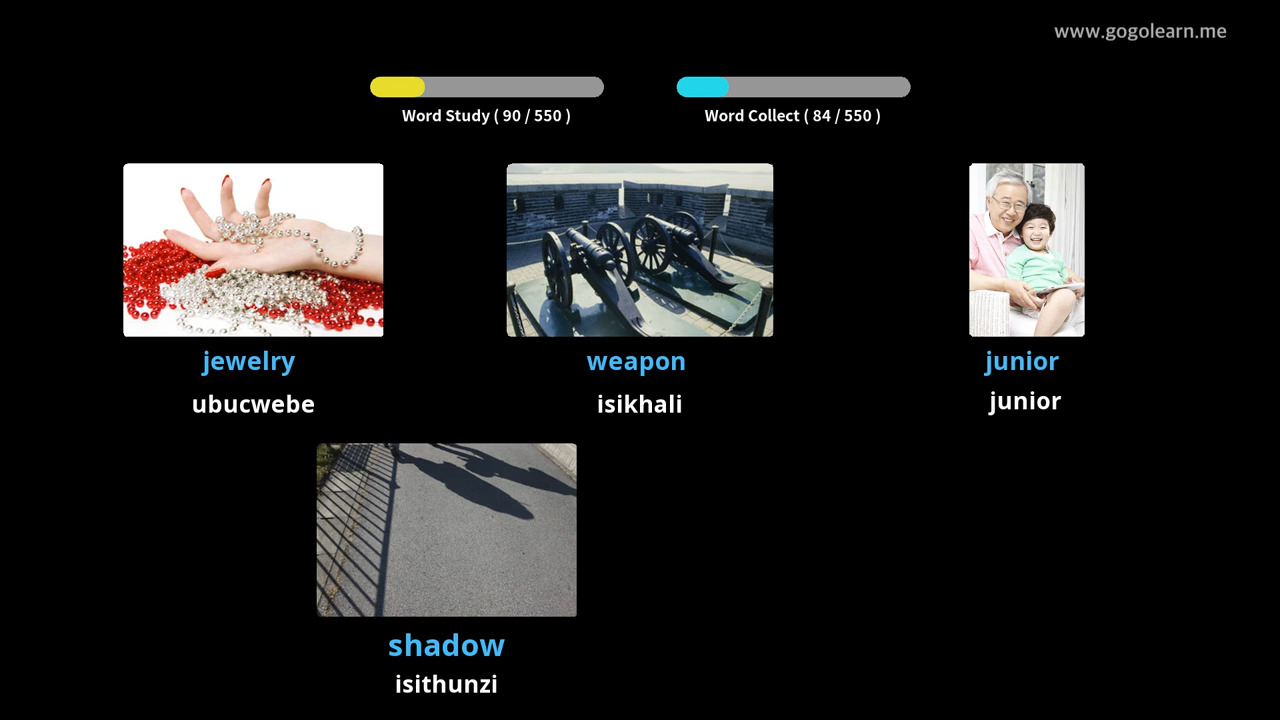 www.gogolearn.me
Word Study ( 90 / 550 )
Word Collect ( 84 / 550 )
jewelry
ubucwebe
weapon
isikhali
junior
junior
shadow
isithunzi